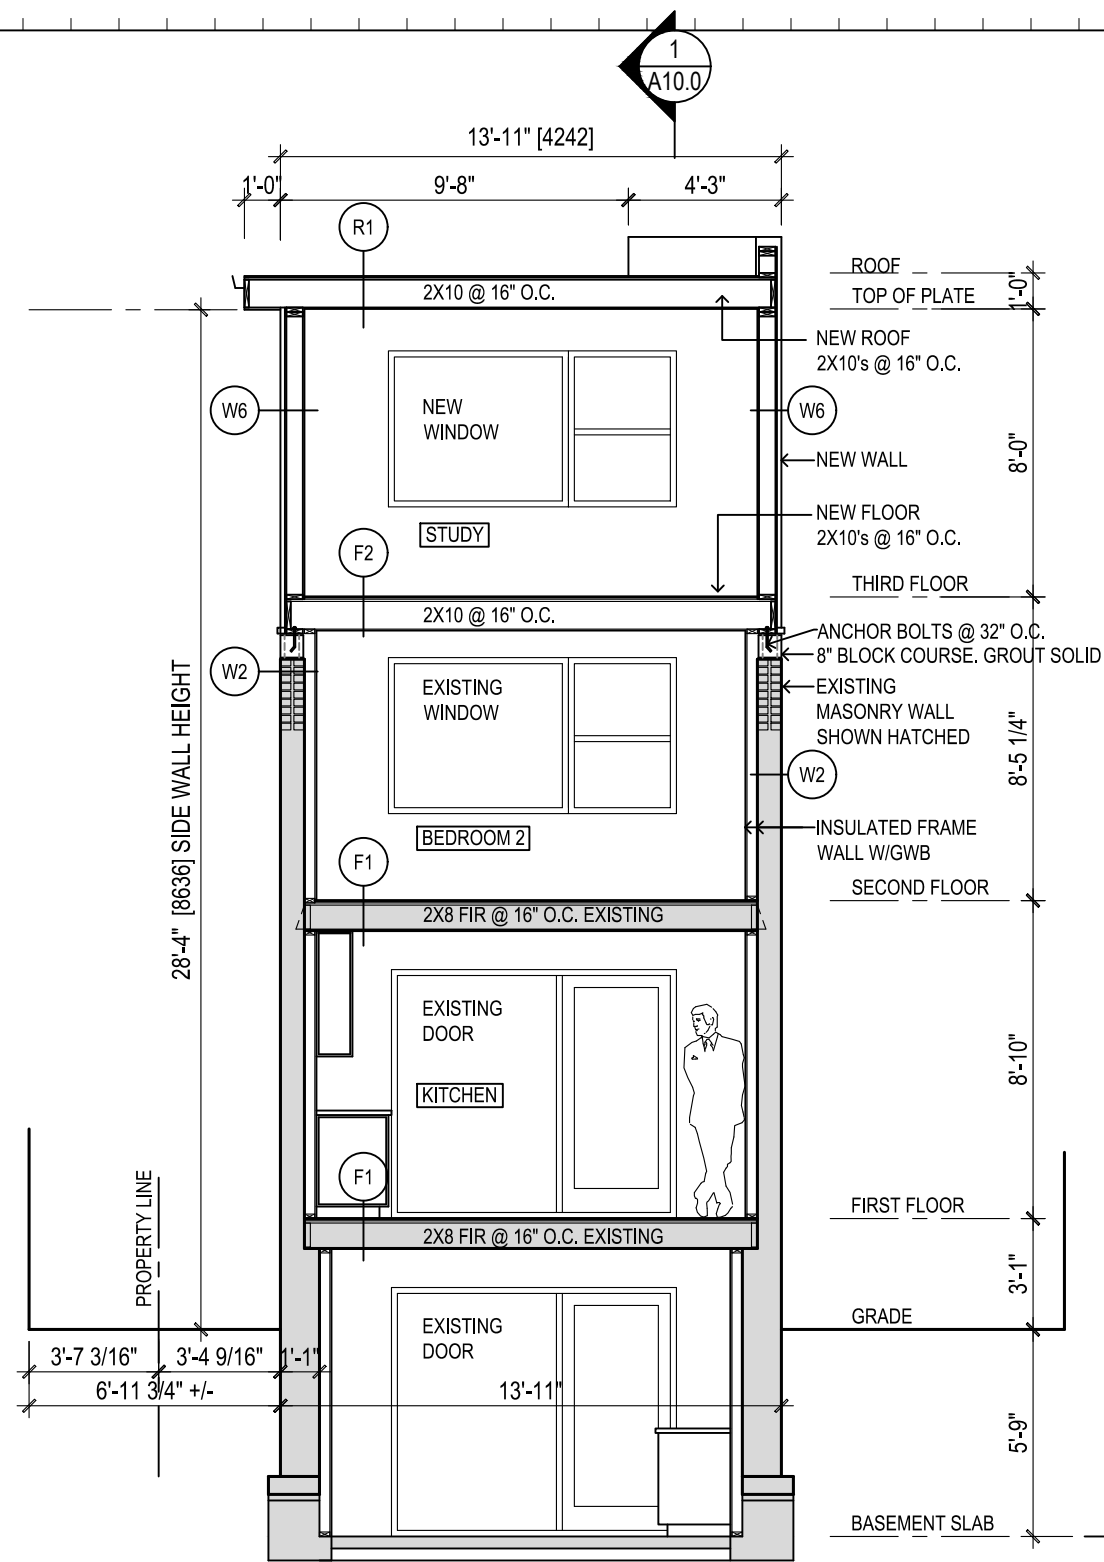 1
A10.0
13'-11" [4242]
1'-0"
9'-8"
4'-3"
R1
ROOF
2X10 @ 16" O.C.
TOP OF PLATE
1'-0"
NEW ROOF
2X10's @ 16" O.C.
NEW
WINDOW
W6
W6
NEW WALL
8'-0"
STUDY
NEW FLOOR
2X10's @ 16" O.C.
F2
THIRD FLOOR
2X10 @ 16" O.C.
ANCHOR BOLTS @ 32" O.C.
8" BLOCK COURSE. GROUT SOLID
W2
EXISTING
WINDOW
EXISTING
MASONRY WALL
SHOWN HATCHED
8'-5 1/4"
W2
28'-4" [8636] SIDE WALL HEIGHT
BEDROOM 2
INSULATED FRAME
WALL W/GWB
F1
SECOND FLOOR
2X8 FIR @ 16" O.C. EXISTING
EXISTING
DOOR
KITCHEN
8'-10"
F1
FIRST FLOOR
2X8 FIR @ 16" O.C. EXISTING
PROPERTY LINE
3'-1"
GRADE
EXISTING
DOOR
3'-7 3/16"
3'-4 9/16"
1'-1"
6'-11 3/4" +/-
13'-11"
5'-9"
BASEMENT SLAB